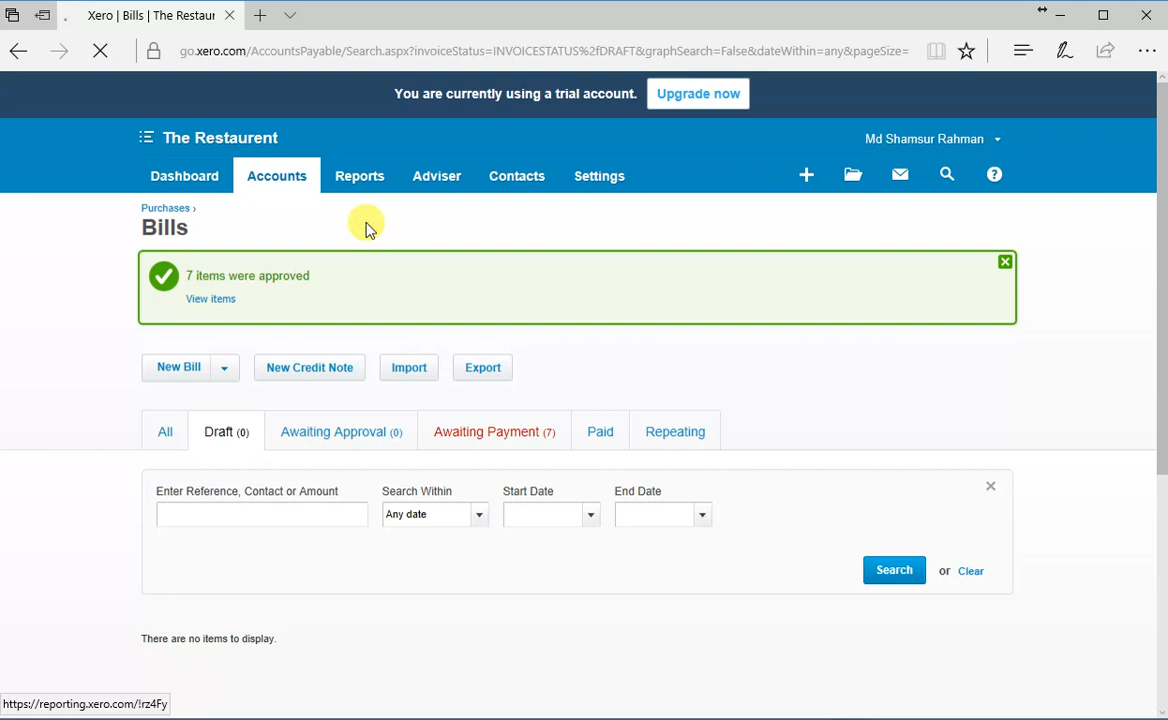 Xero | Bills | The Restaur
go.xero.com/AccountsPayable/Search.aspx?invoiceStatus=INVOICESTATUS%2fDRAFT&graphSearch=False&dateWithin=any&pageSize=
You are currently using a trial account. Upgrade now
The Restaurent
Md Shamsur Rahman
Dashboard Accounts Reports Adviser Contacts Settings
Purchases ›
Bills
7 items were approved
View items
New Bill New Credit Note Import Export
All Draft (0) Awaiting Approval (0) Awaiting Payment (7) Paid Repeating
Enter Reference, Contact or Amount Search Within Start Date End Date
Any date
Search or Clear
There are no items to display.
https://reporting.xero.com/!rz4Fy